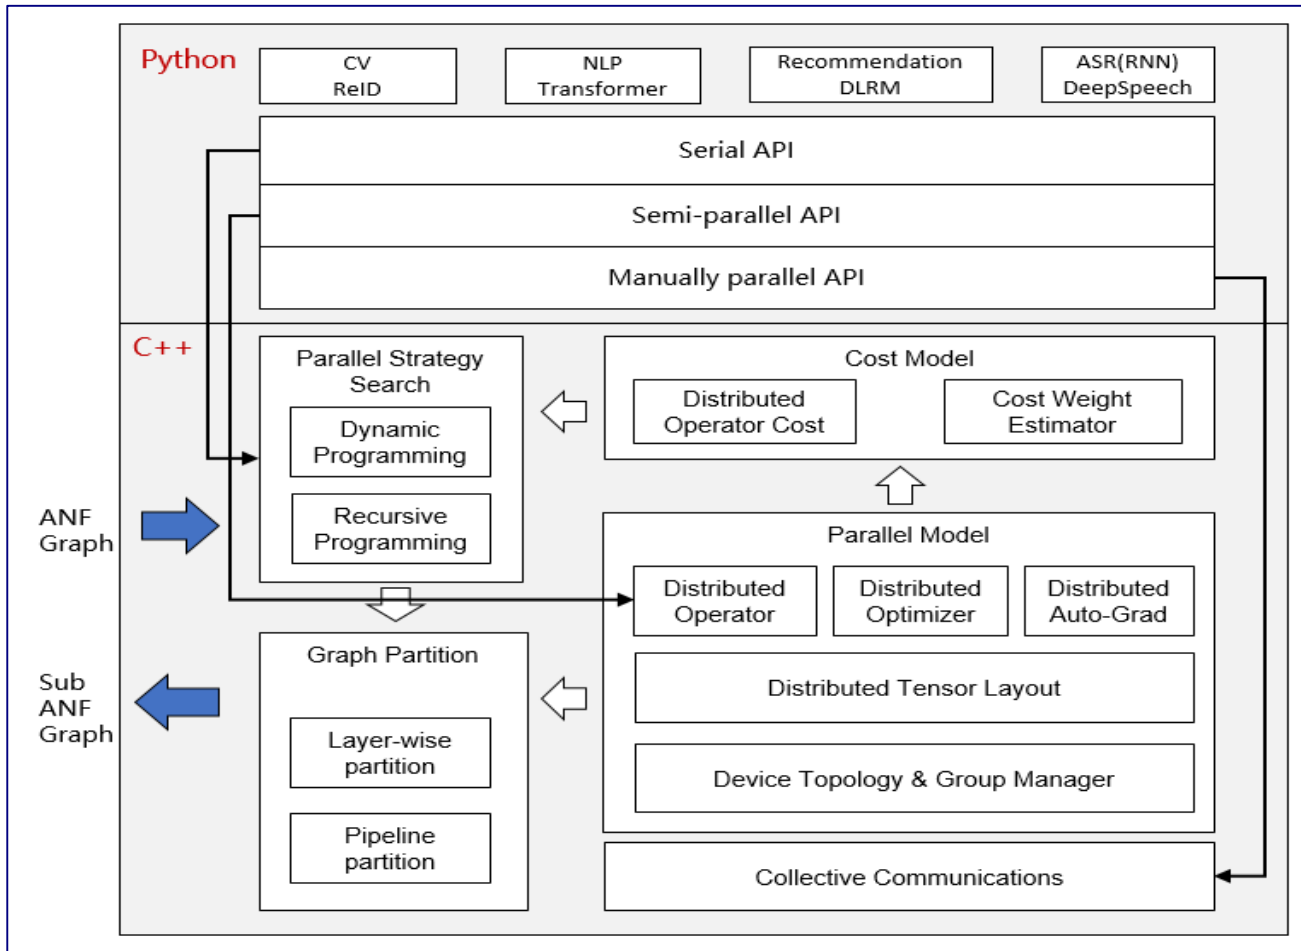 Python
CV
ReID
NLP
Transformer
Recommendation
DLRM
ASR(RNN)
DeepSpeech
Serial API
Semi-parallel API
Manually parallel API
C++
Parallel Strategy
Search
Dynamic
Programming
Recursive
Programming
Cost Model
Distributed
Operator Cost
Cost Weight
Estimator
ANF
Graph
Parallel Model
Distributed
Operator
Distributed
Optimizer
Distributed
Auto-Grad
Distributed Tensor Layout
Device Topology & Group Manager
Sub
ANF
Graph
Graph Partition
Layer-wise
partition
Pipeline
partition
Collective Communications